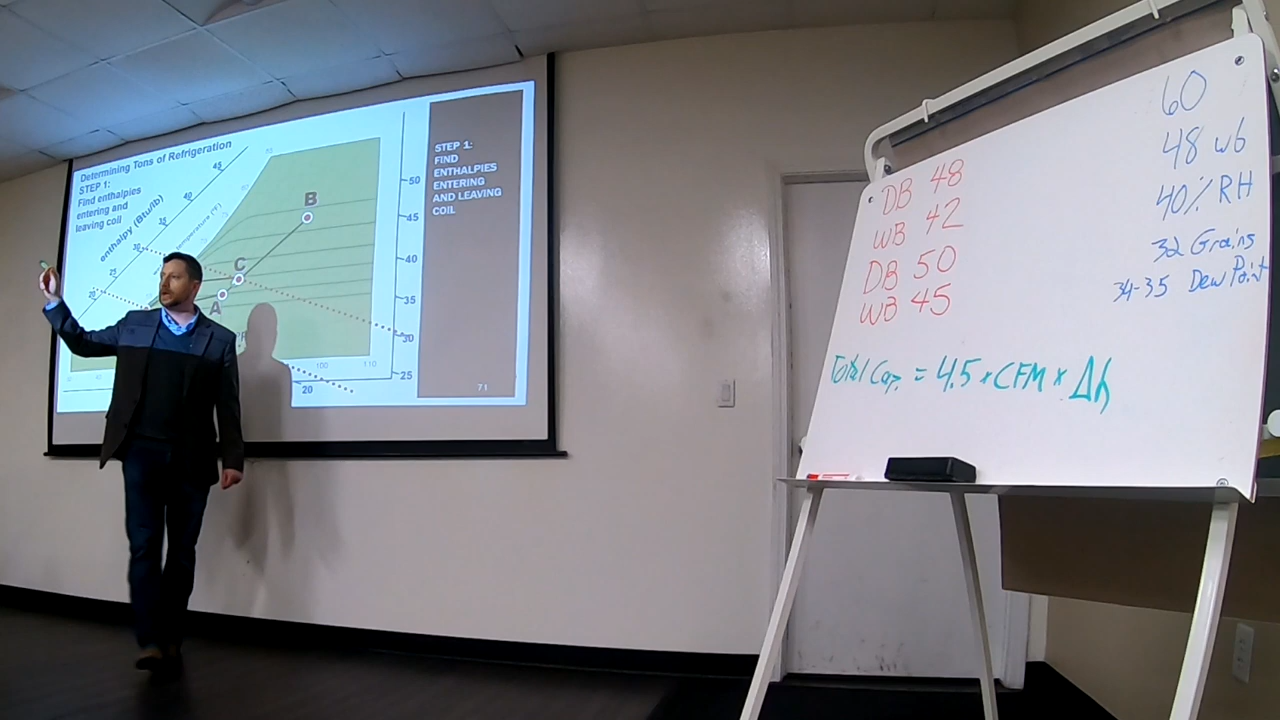 Determining Tons of Refrigeration
STEP 1:
Find enthalpies
entering and
leaving coil
enthalpy (Btu/lb)
temperature (°F)
45
40
35
30
25
20
B
C
A
50
45
40
35
30
25
20
100
110
STEP 1:
FIND
ENTHALPIES
ENTERING
AND LEAVING
COIL
71
DB 48
WB 42
DB 50
WB 45
Total Cap. = 4.5 × CFM × Δh
60
48 wb
40% RH
32 Grains
34-35 Dew Point